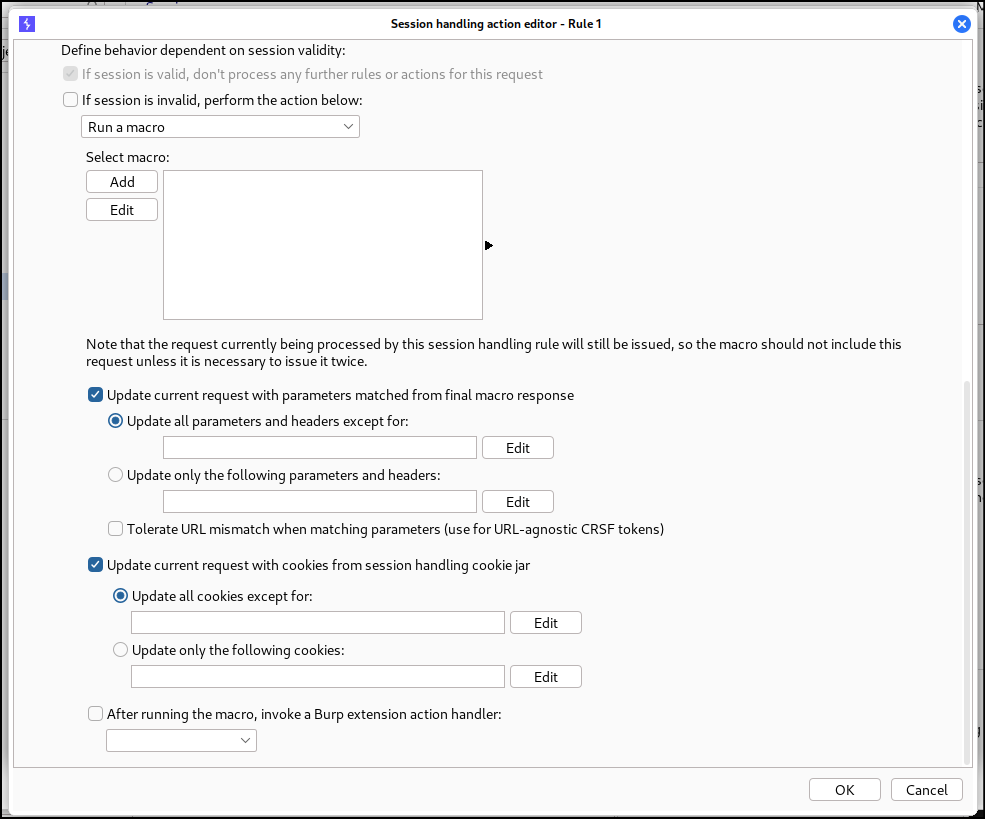 Session handling action editor - Rule 1
Define behavior dependent on session validity:
If session is valid, don't process any further rules or actions for this request
If session is invalid, perform the action below:
Run a macro
Select macro:
Add
Edit
Note that the request currently being processed by this session handling rule will still be issued, so the macro should not include this
request unless it is necessary to issue it twice.
Update current request with parameters matched from final macro response
Update all parameters and headers except for:
Edit
Update only the following parameters and headers:
Edit
Tolerate URL mismatch when matching parameters (use for URL-agnostic CRSF tokens)
Update current request with cookies from session handling cookie jar
Update all cookies except for:
Edit
Update only the following cookies:
Edit
After running the macro, invoke a Burp extension action handler:
OK
Cancel